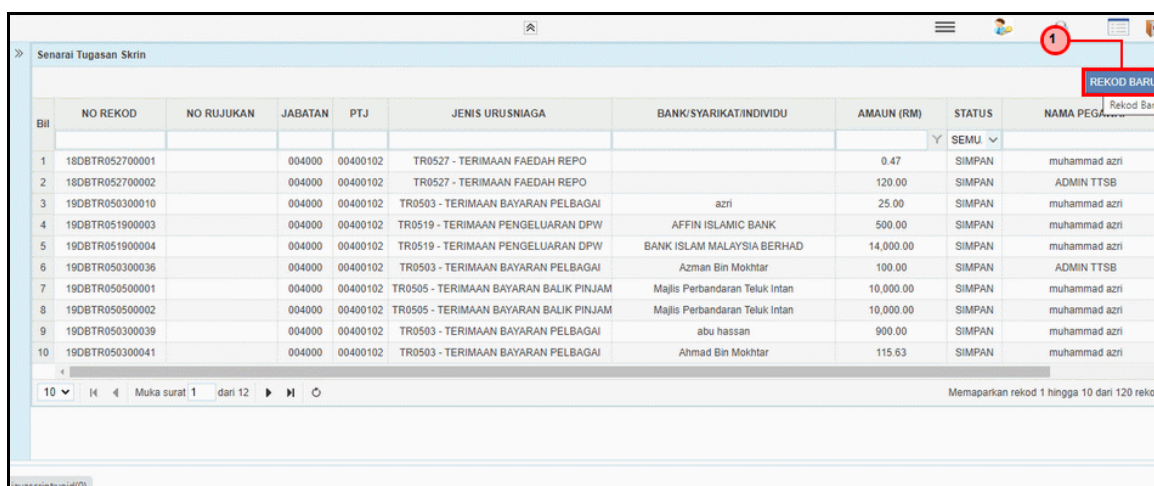 1
» Senarai Tugasan Skrin
REKOD BARU
Bil NO REKOD NO RUJUKAN JABATAN PTJ JENIS URUSNIAGA BANK/SYARIKAT/INDIVIDU AMAUN (RM) STATUS NAMA PEGAWAI
Rekod Bar
SEMU.
1 18DBTR052700001 004000 00400102 TR0527 - TERIMAAN FAEDAH REPO 0.47 SIMPAN muhammad azri
2 18DBTR052700002 004000 00400102 TR0527 - TERIMAAN FAEDAH REPO 120.00 SIMPAN ADMIN TTSB
3 19DBTR050300010 004000 00400102 TR0503 - TERIMAAN BAYARAN PELBAGAI azri 25.00 SIMPAN muhammad azri
4 19DBTR051900003 004000 00400102 TR0519 - TERIMAAN PENGELUARAN DPW AFFIN ISLAMIC BANK 500.00 SIMPAN muhammad azri
5 19DBTR051900004 004000 00400102 TR0519 - TERIMAAN PENGELUARAN DPW BANK ISLAM MALAYSIA BERHAD 14,000.00 SIMPAN muhammad azri
6 19DBTR050300036 004000 00400102 TR0503 - TERIMAAN BAYARAN PELBAGAI Azman Bin Mokhtar 100.00 SIMPAN ADMIN TTSB
7 19DBTR050500001 004000 00400102 TR0505 - TERIMAAN BAYARAN BALIK PINJAM Majlis Perbandaran Teluk Intan 10,000.00 SIMPAN muhammad azri
8 19DBTR050500002 004000 00400102 TR0505 - TERIMAAN BAYARAN BALIK PINJAM Majlis Perbandaran Teluk Intan 10,000.00 SIMPAN muhammad azri
9 19DBTR050300039 004000 00400102 TR0503 - TERIMAAN BAYARAN PELBAGAI abu hassan 900.00 SIMPAN muhammad azri
10 19DBTR050300041 004000 00400102 TR0503 - TERIMAAN BAYARAN PELBAGAI Ahmad Bin Mokhtar 115.63 SIMPAN muhammad azri
10 Muka surat 1 dari 12 Memaparkan rekod 1 hingga 10 dari 120 reko